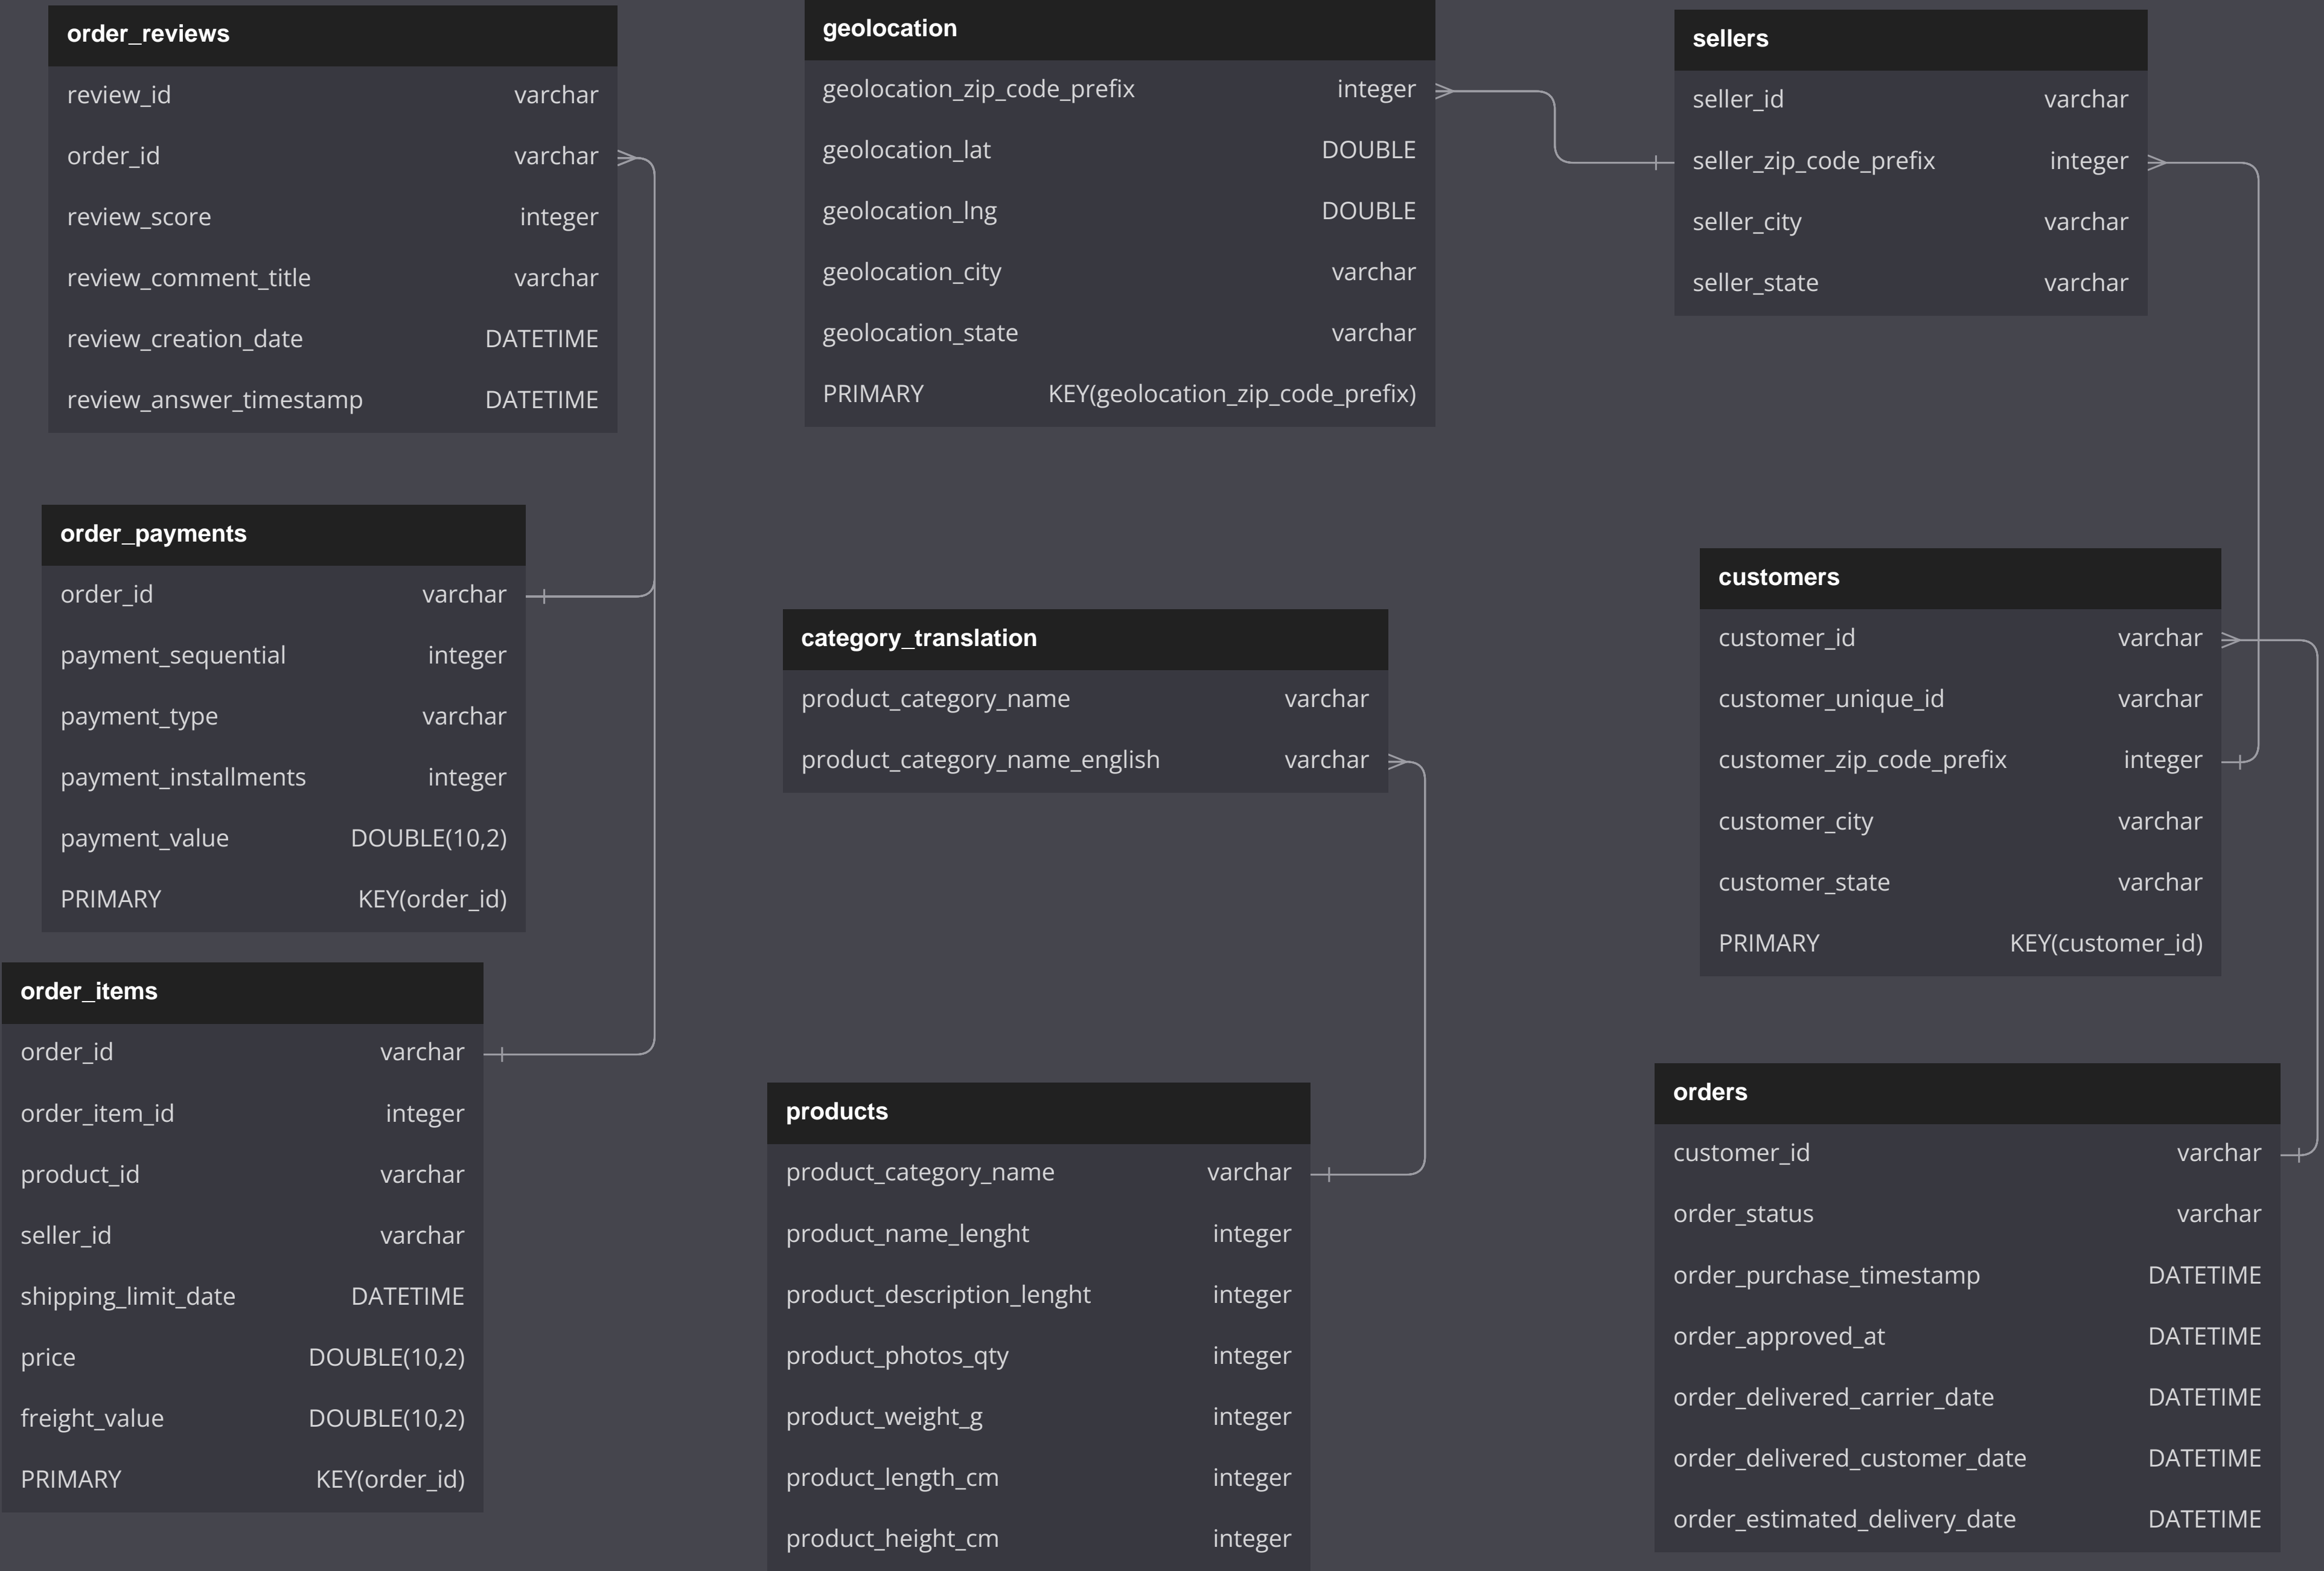 order_reviews
review_id varchar
order_id varchar
review_score integer
review_comment_title varchar
review_creation_date DATETIME
review_answer_timestamp DATETIME
order_payments
order_id varchar
payment_sequential integer
payment_type varchar
payment_installments integer
payment_value DOUBLE(10,2)
PRIMARY KEY(order_id)
order_items
order_id varchar
order_item_id integer
product_id varchar
seller_id varchar
shipping_limit_date DATETIME
price DOUBLE(10,2)
freight_value DOUBLE(10,2)
PRIMARY KEY(order_id)
geolocation
geolocation_zip_code_prefix integer
geolocation_lat DOUBLE
geolocation_lng DOUBLE
geolocation_city varchar
geolocation_state varchar
PRIMARY KEY(geolocation_zip_code_prefix)
category_translation
product_category_name varchar
product_category_name_english varchar
products
product_category_name varchar
product_name_lenght integer
product_description_lenght integer
product_photos_qty integer
product_weight_g integer
product_length_cm integer
product_height_cm integer
sellers
seller_id varchar
seller_zip_code_prefix integer
seller_city varchar
seller_state varchar
customers
customer_id varchar
customer_unique_id varchar
customer_zip_code_prefix integer
customer_city varchar
customer_state varchar
PRIMARY KEY(customer_id)
orders
customer_id varchar
order_status varchar
order_purchase_timestamp DATETIME
order_approved_at DATETIME
order_delivered_carrier_date DATETIME
order_delivered_customer_date DATETIME
order_estimated_delivery_date DATETIME